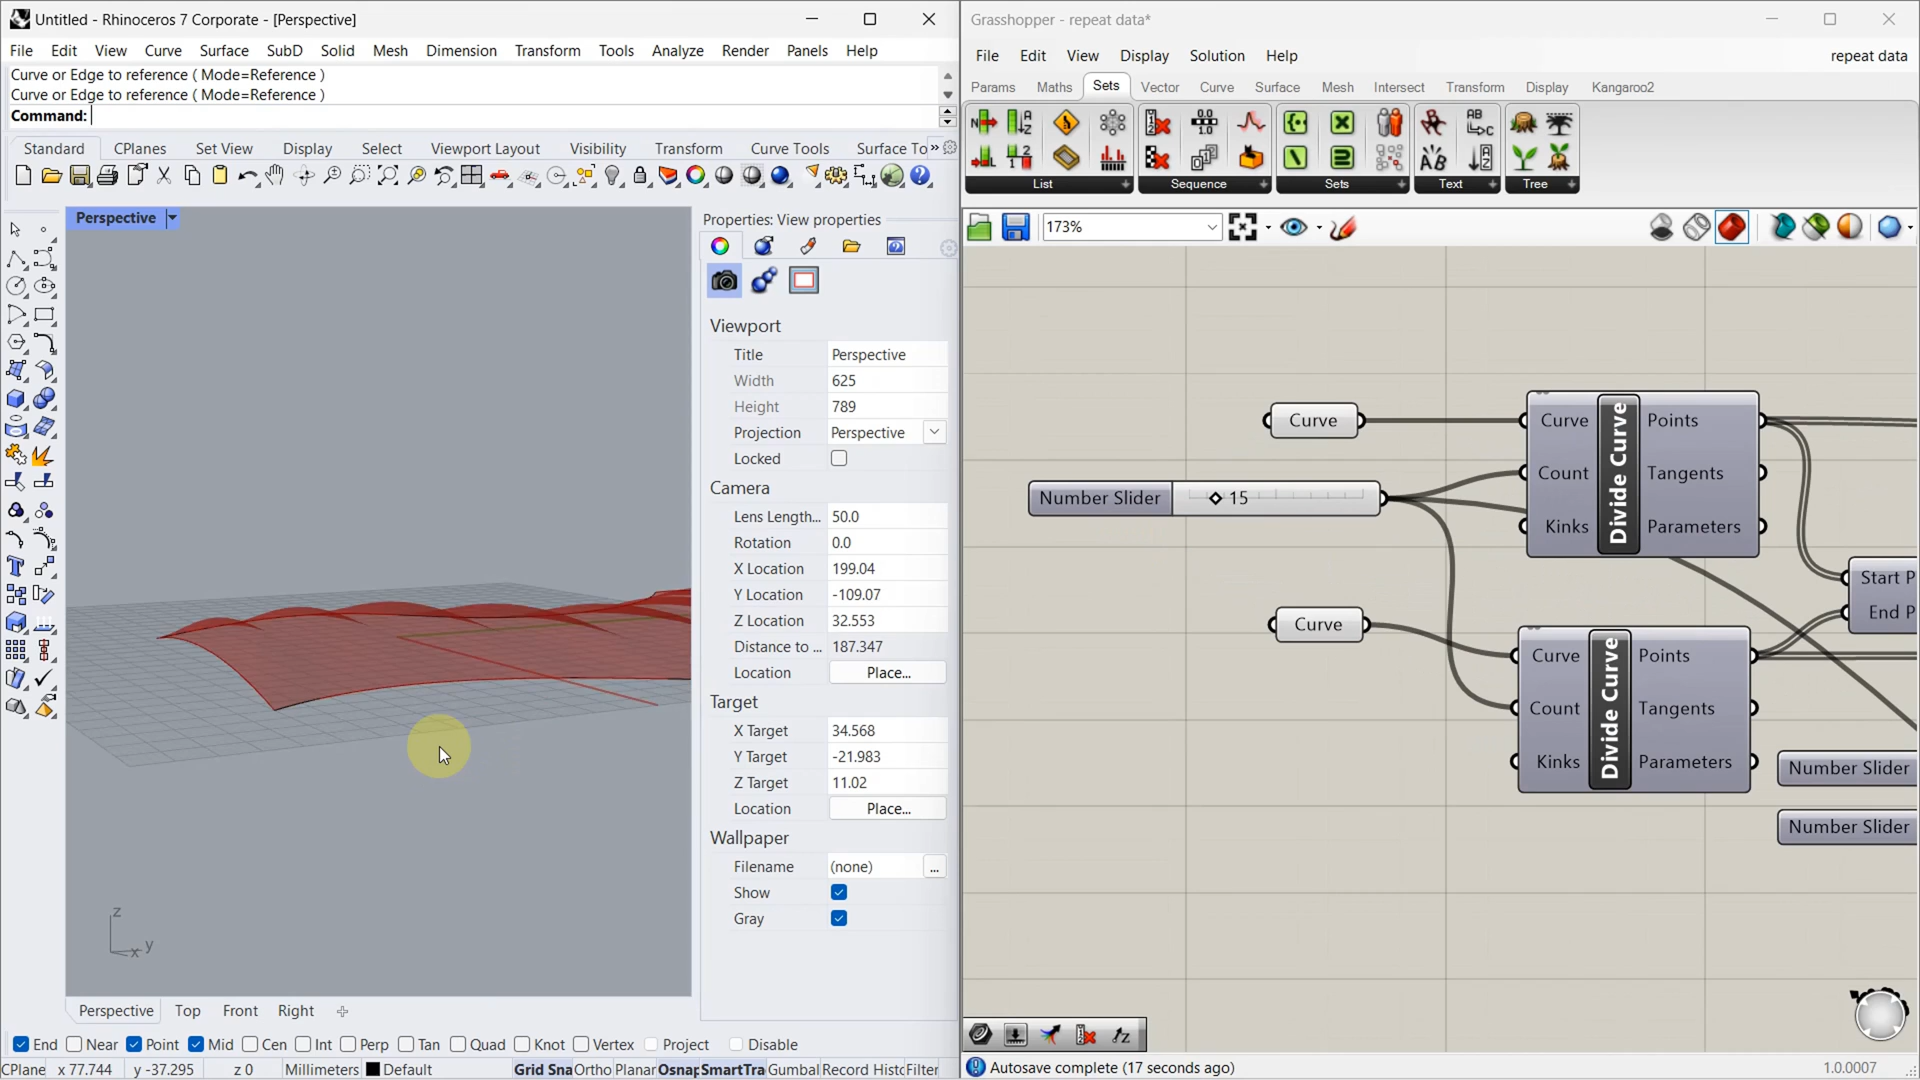 Untitled - Rhinoceros 7 Corporate - [Perspective]
File Edit View Curve Surface SubD Solid Mesh Dimension Transform Tools Analyze Render Panels Help
Curve or Edge to reference ( Mode=Reference )
Curve or Edge to reference ( Mode=Reference )
Command:
Standard CPlanes Set View Display Select Viewport Layout Visibility Transform Curve Tools Surface To »
Perspective
Properties: View properties
Viewport
Title Perspective
Width 625
Height 789
Projection Perspective
Locked
Camera
Lens Length... 50.0
Rotation 0.0
X Location 199.04
Y Location -109.07
Z Location 32.553
Distance to ... 187.347
Location Place...
Target
X Target 34.568
Y Target -21.983
Z Target 11.02
Location Place...
Wallpaper
Filename (none) ...
Show
Gray
z
y
x
Perspective Top Front Right
End Near Point Mid Cen Int Perp Tan Quad Knot Vertex Project Disable
CPlane x 77.744 y -37.295 z 0 Millimeters Default Grid Sna Ortho Planar Osnap SmartTra Gumbal Record Histo Filter
Grasshopper - repeat data*
File Edit View Display Solution Help repeat data
Params Maths Sets Vector Curve Surface Mesh Intersect Transform Display Kangaroo2
List Sequence Sets Text Tree
173%
Curve
Number Slider 15
Curve
Curve Points
Count Tangents
Kinks Parameters
Divide Curve
Curve Points
Count Tangents
Kinks Parameters
Divide Curve
Start P
End P
Number Slider
Number Slider
Autosave complete (17 seconds ago)
1.0.0007